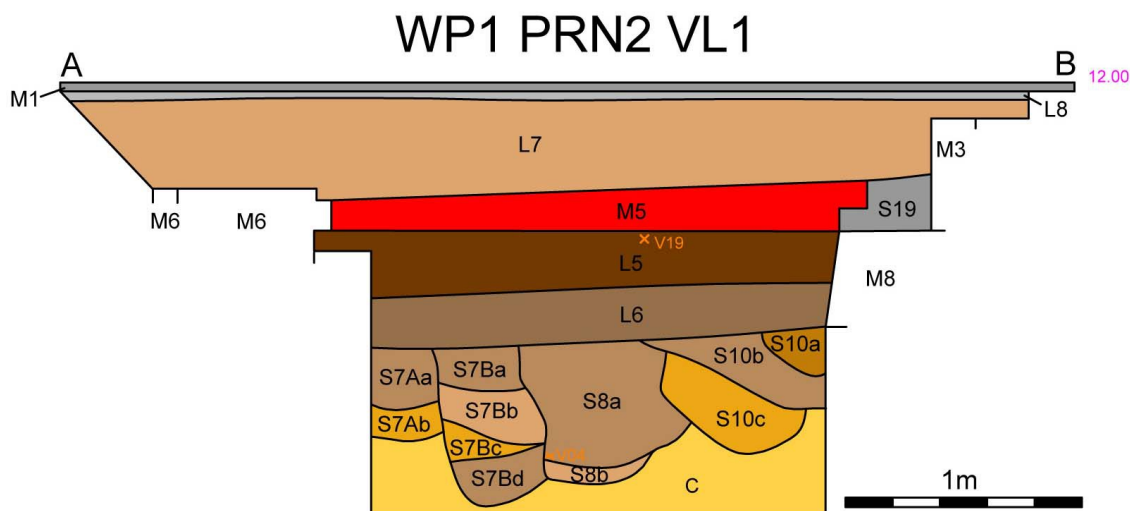 WP1 PRN2 VL1
A B
12.00
M1 L8
L7 M3
M6 M6 M5 S19
V19
L5 M8
L6
S10a
S10b
S7Aa S7Ba
S8a
S7Bb
S7Ab S10c
S7Bc
S7Bd S8b C
1m